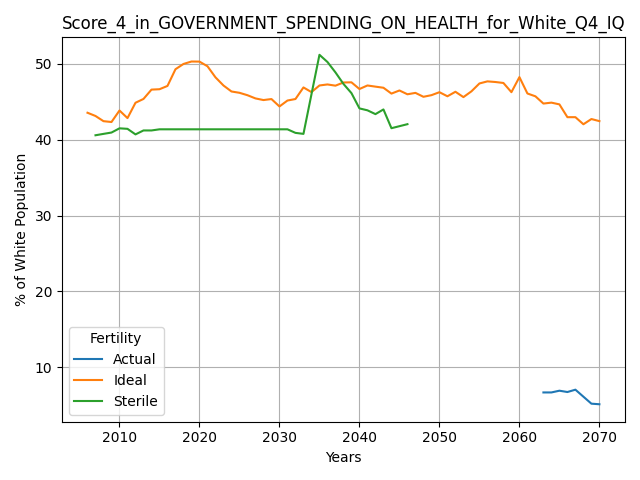 Score_4_in_GOVERNMENT_SPENDING_ON_HEALTH_for_White_Q4_IQ
50
40
30
20
10
% of White Population
Fertility
Actual
Ideal
Sterile
2010 2020 2030 2040 2050 2060 2070
Years